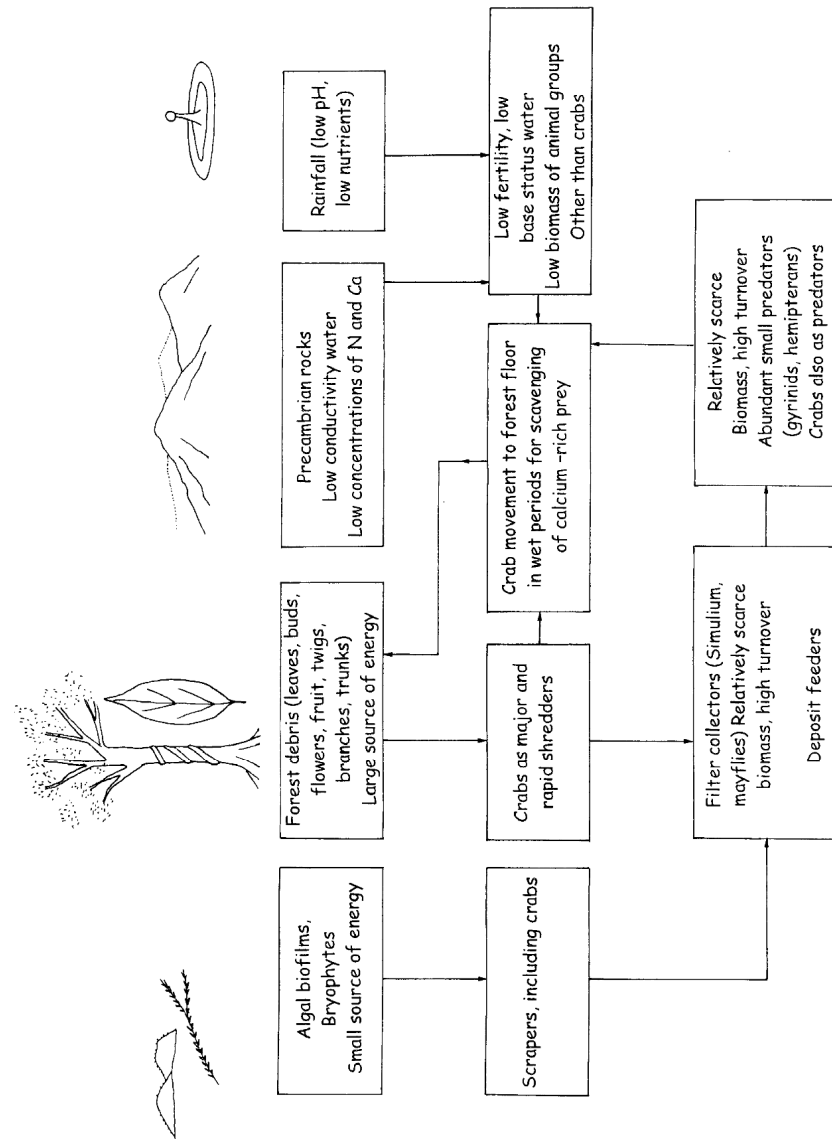 Algal biofilms,
Bryophytes
Small source of energy
Forest debris (leaves, buds,
flowers, fruit, twigs,
branches, trunks)
Large source of energy
Precambrian rocks
Low conductivity water
Low concentrations of N and Ca
Rainfall (low pH,
low nutrients)
Scrapers, including crabs
Crabs as major and
rapid shredders
Crab movement to forest floor
in wet periods for scavenging
of calcium -rich prey
Low fertility, low
base status water
Low biomass of animal groups
Other than crabs
Filter collectors (Simulium,
mayflies) Relatively scarce
biomass, high turnover
Deposit feeders
Relatively scarce
Biomass, high turnover
Abundant small predators
(gyrinids, hemipterans)
Crabs also as predators